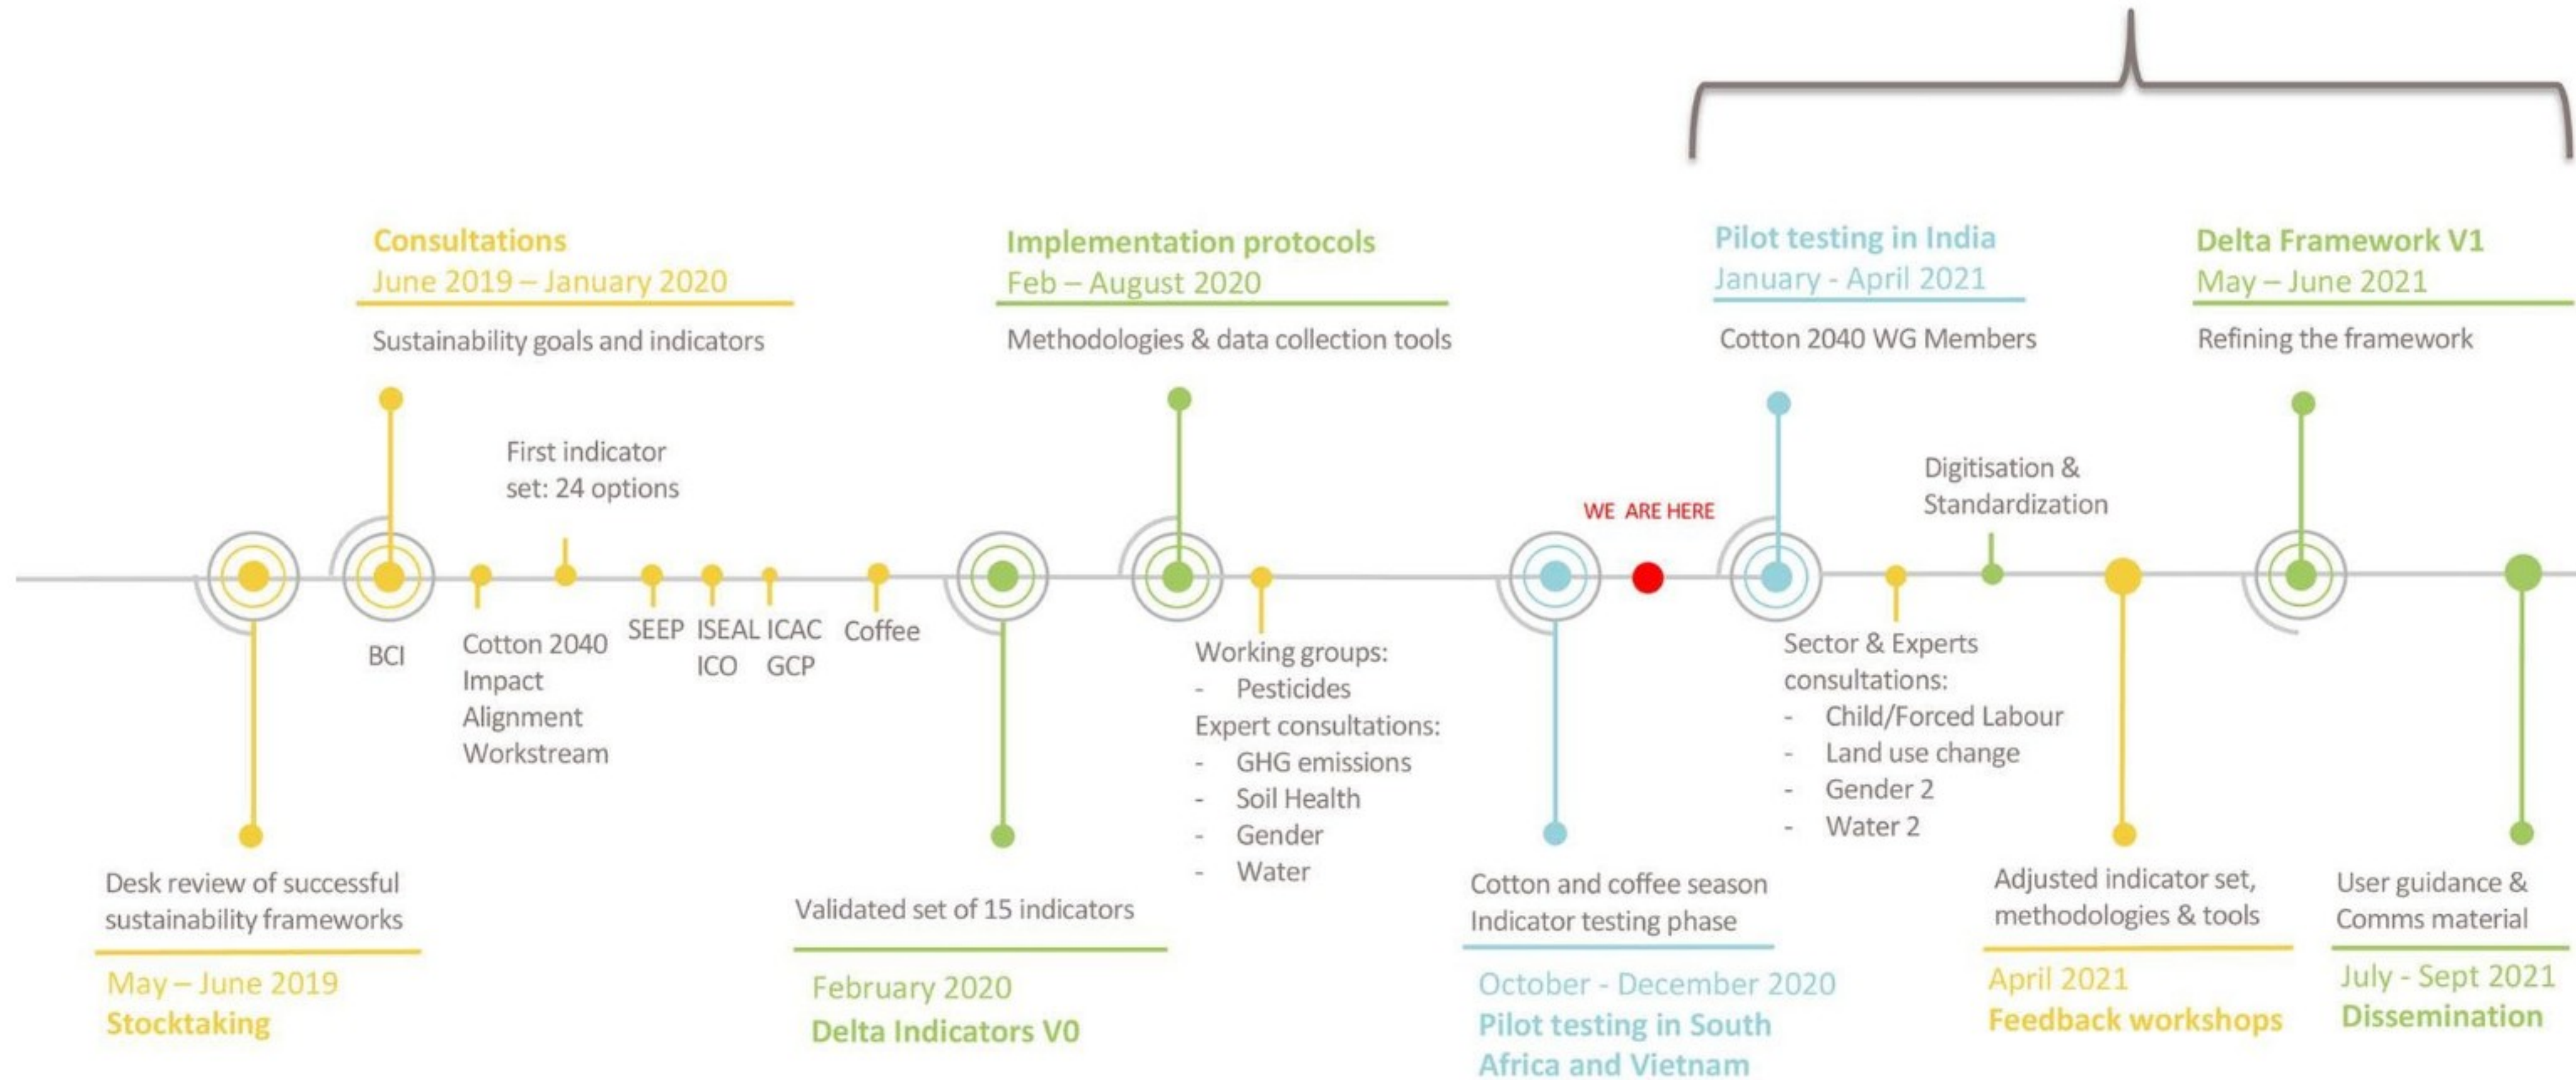 Consultations
June 2019 – January 2020
Sustainability goals and indicators
Implementation protocols
Feb – August 2020
Methodologies & data collection tools
Pilot testing in India
January - April 2021
Cotton 2040 WG Members
Delta Framework V1
May – June 2021
Refining the framework
First indicator
set: 24 options
WE ARE HERE
Digitisation &
Standardization
BCI
Cotton 2040
Impact
Alignment
Workstream
SEEP
ISEAL
ICO
ICAC
GCP
Coffee
Working groups:
- Pesticides
Expert consultations:
- GHG emissions
- Soil Health
- Gender
- Water
Sector & Experts
consultations:
- Child/Forced Labour
- Land use change
- Gender 2
- Water 2
Desk review of successful
sustainability frameworks
May – June 2019
Stocktaking
Validated set of 15 indicators
February 2020
Delta Indicators V0
Cotton and coffee season
Indicator testing phase
October - December 2020
Pilot testing in South
Africa and Vietnam
Adjusted indicator set,
methodologies & tools
April 2021
Feedback workshops
User guidance &
Comms material
July - Sept 2021
Dissemination